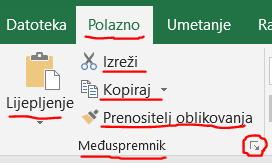 Datoteka Polazno Umetanje
Izreži
Kopiraj
Lijepljenje
Prenositelj oblikovanja
Međuspremnik